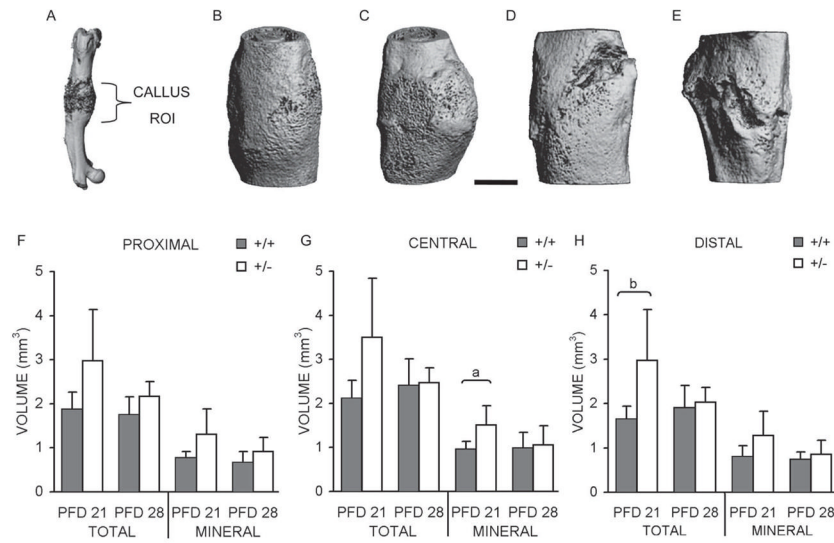 A
B
C
D
E
CALLUS
ROI
F
PROXIMAL
+/+
+/-
VOLUME (mm³)
5
4
3
2
1
0
PFD 21 PFD 28 PFD 21 PFD 28
TOTAL MINERAL
G
CENTRAL
+/+
+/-
VOLUME (mm³)
5
4
3
2
1
0
a
PFD 21 PFD 28 PFD 21 PFD 28
TOTAL MINERAL
H
DISTAL
+/+
+/-
VOLUME (mm³)
5
4
3
2
1
0
b
PFD 21 PFD 28 PFD 21 PFD 28
TOTAL MINERAL